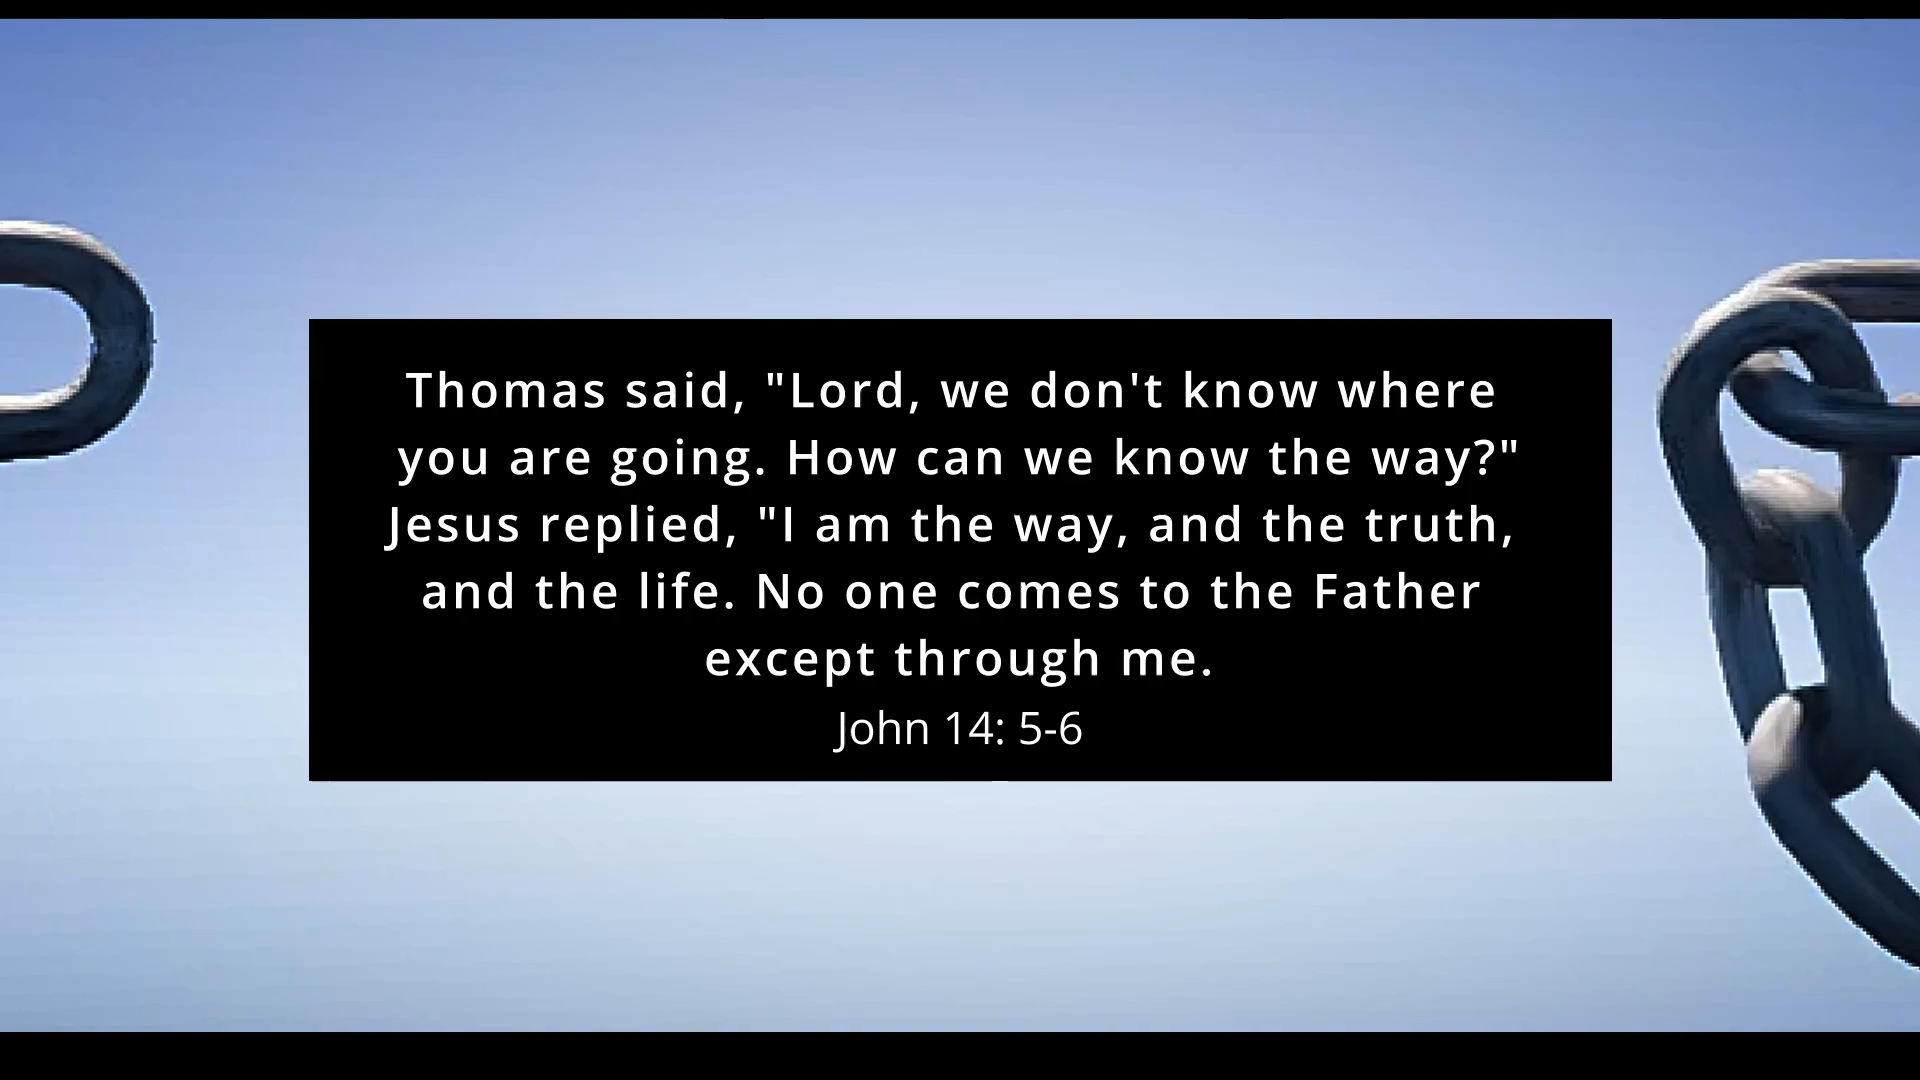 Thomas said, "Lord, we don't know where
you are going. How can we know the way?"
Jesus replied, "I am the way, and the truth,
and the life. No one comes to the Father
except through me.
John 14: 5-6